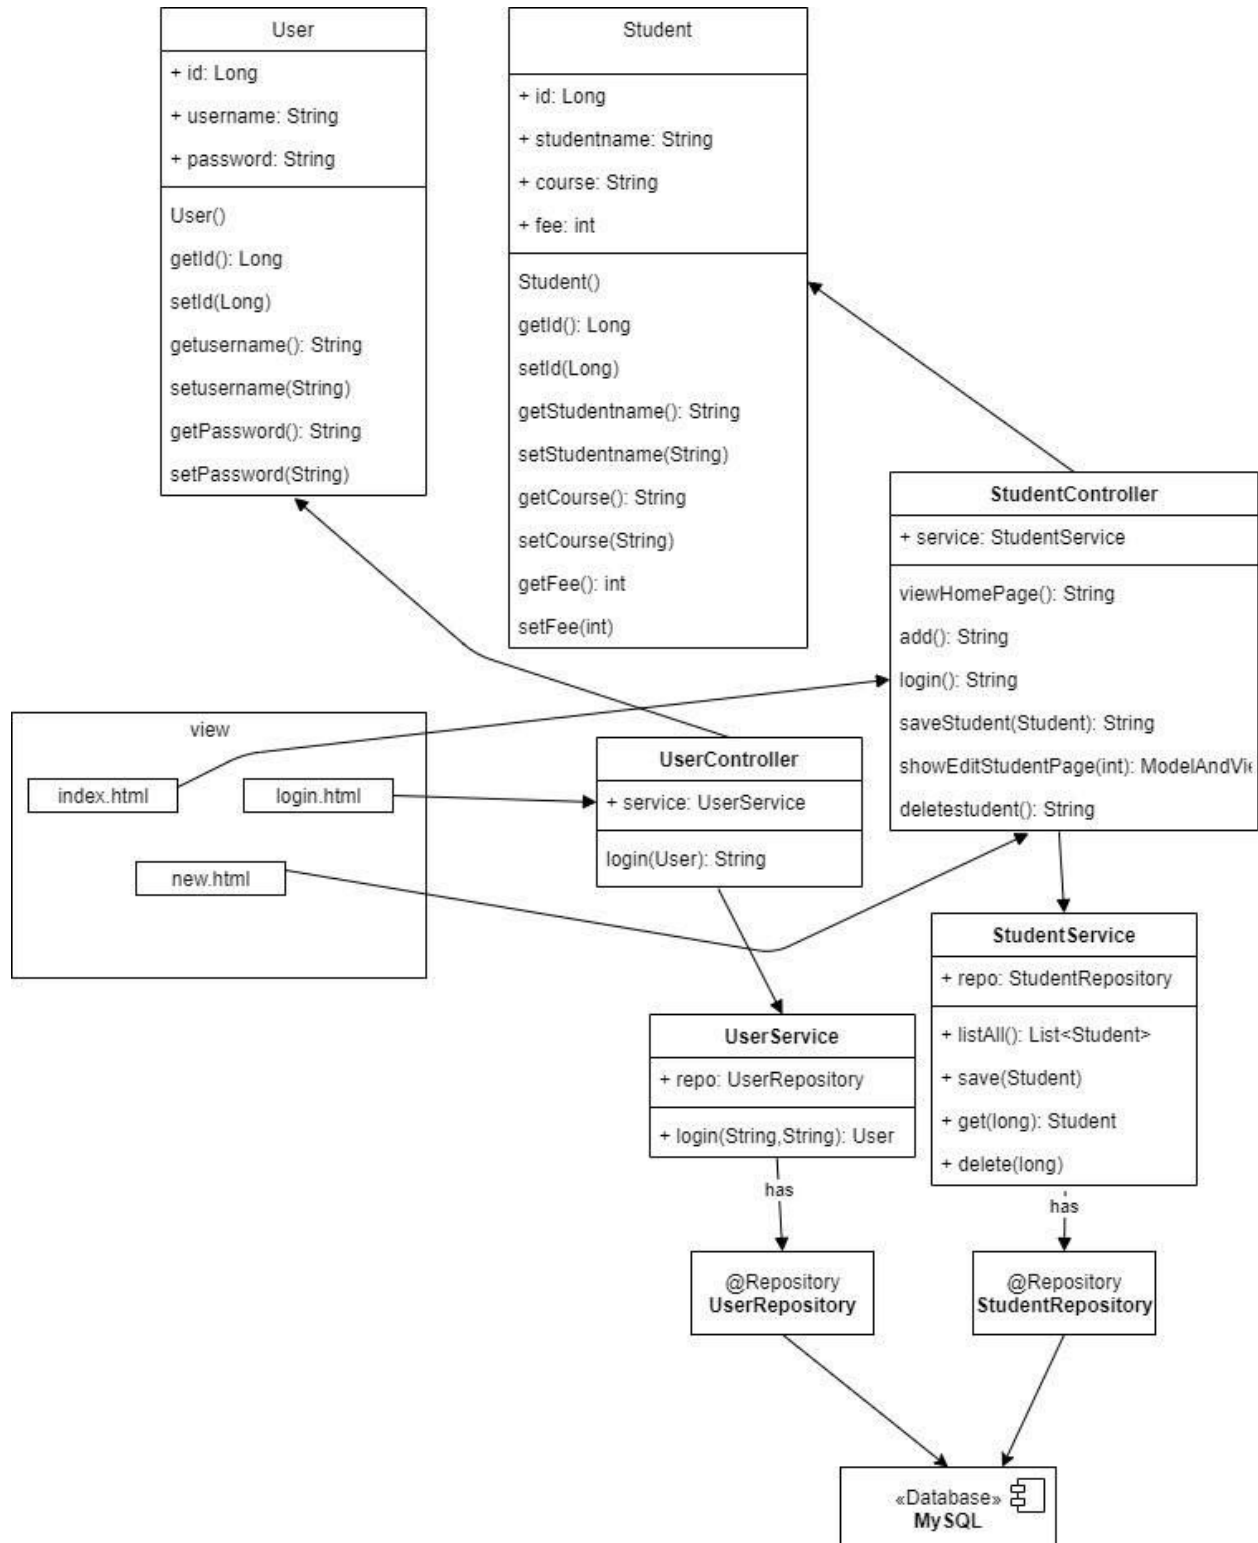 User
+ id: Long
+ username: String
+ password: String
User()
getId(): Long
setId(Long)
getusername(): String
setusername(String)
getPassword(): String
setPassword(String)
Student
+ id: Long
+ studentname: String
+ course: String
+ fee: int
Student()
getId(): Long
setId(Long)
getStudentname(): String
setStudentname(String)
getCourse(): String
setCourse(String)
getFee(): int
setFee(int)
StudentController
+ service: StudentService
viewHomePage(): String
add(): String
login(): String
saveStudent(Student): String
showEditStudentPage(int): ModelAndVie
deletestudent(): String
view
index.html
login.html
new.html
UserController
+ service: UserService
login(User): String
StudentService
+ repo: StudentRepository
+ listAll(): List<Student>
+ save(Student)
+ get(long): Student
+ delete(long)
UserService
+ repo: UserRepository
+ login(String,String): User
has
has
@Repository
UserRepository
@Repository
StudentRepository
«Database»
MySQL